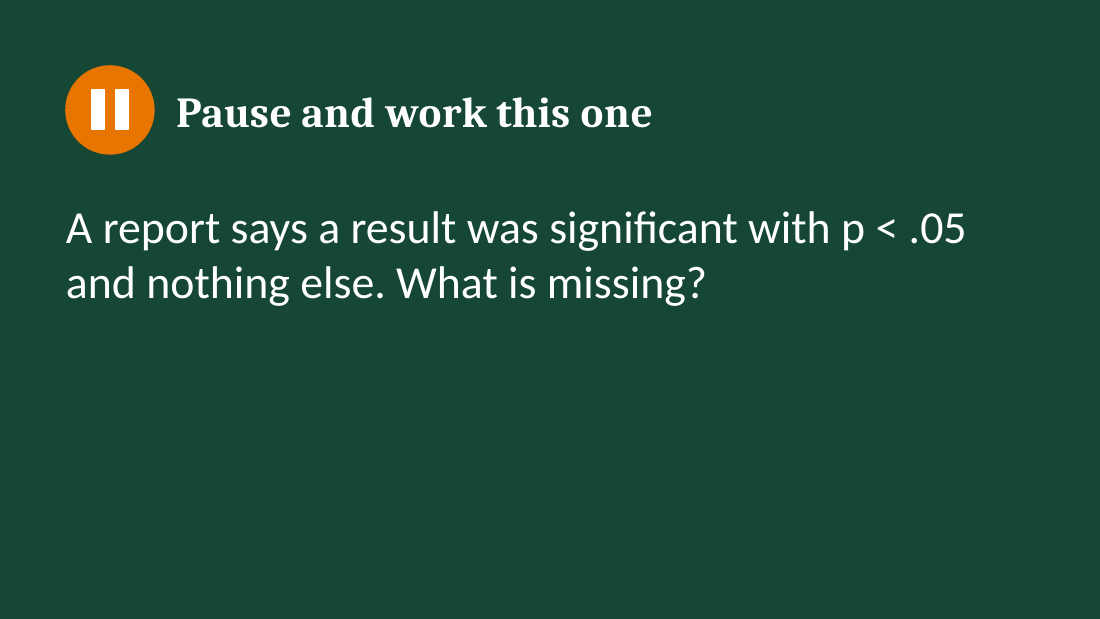 Pause and work this one
A report says a result was significant with p < .05
and nothing else. What is missing?